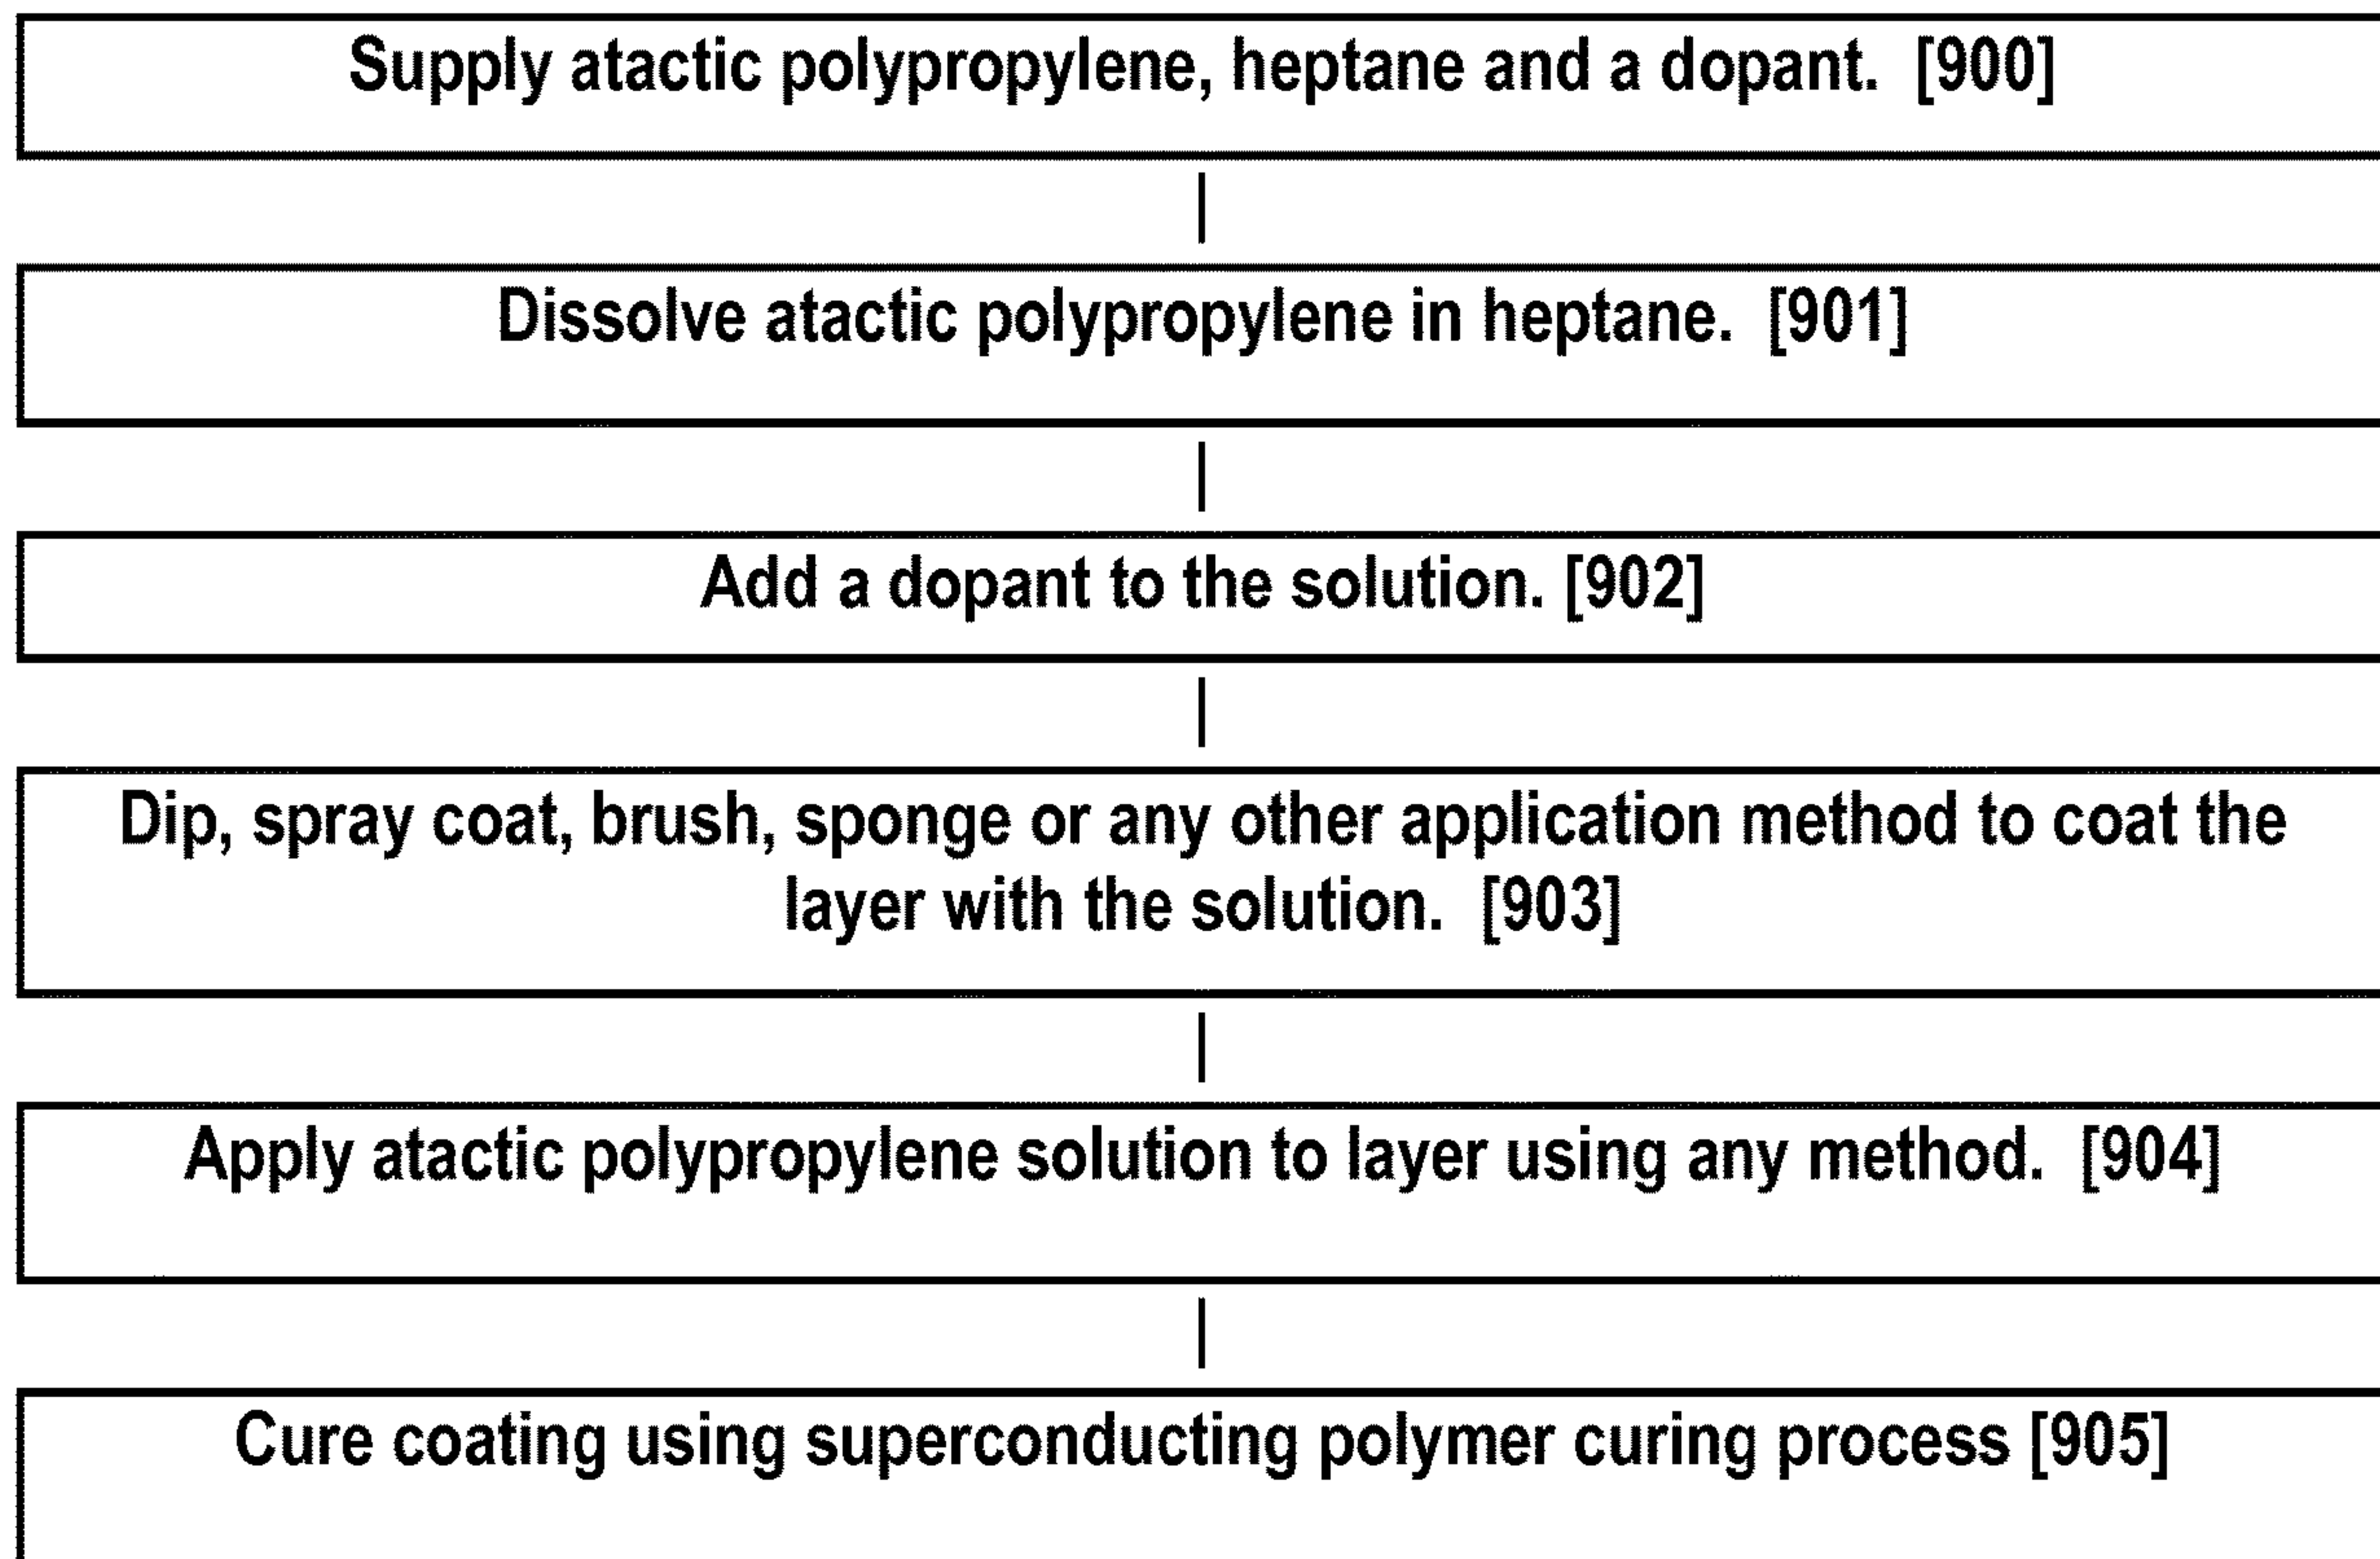 Supply atactic polypropylene, heptane and a dopant. [900]
Dissolve atactic polypropylene in heptane. [901]
Add a dopant to the solution. [902]
Dip, spray coat, brush, sponge or any other application method to coat the
layer with the solution. [903]
Apply atactic polypropylene solution to layer using any method. [904]
Cure coating using superconducting polymer curing process [905]